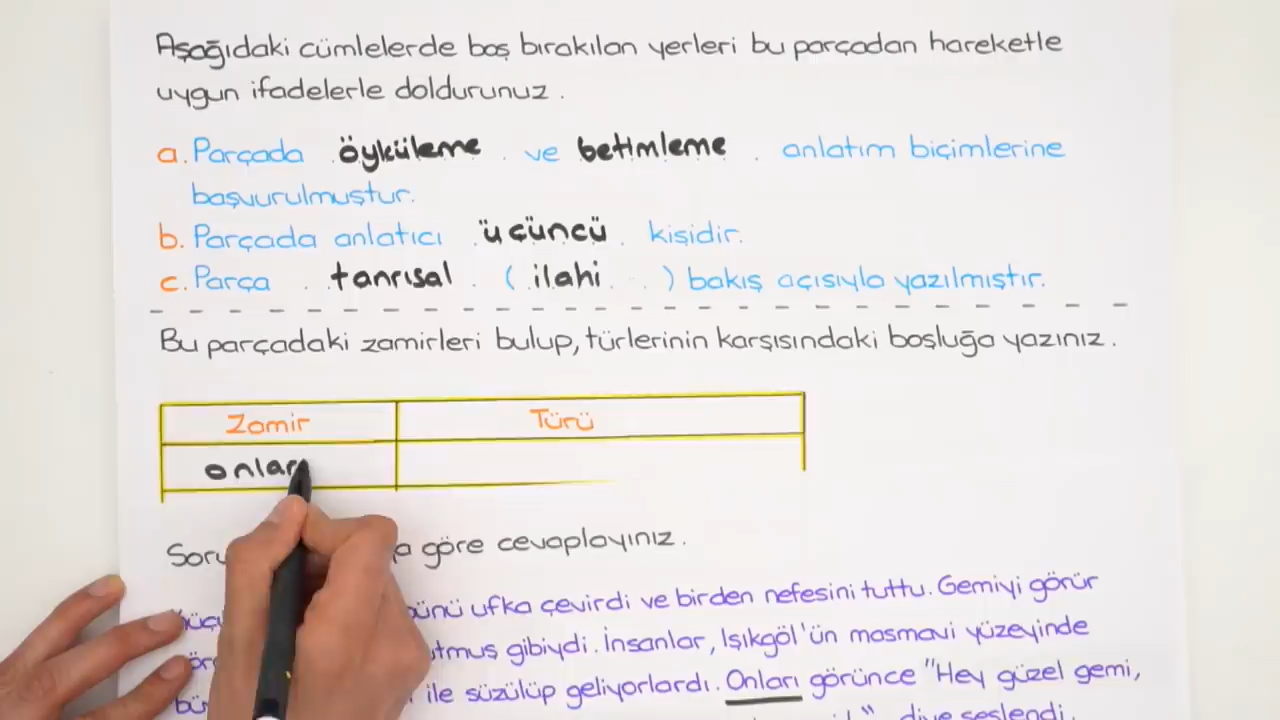 Aşağıdaki cümlelerde boş bırakılan yerleri bu parçadan hareketle
uygun ifadelerle doldurunuz.
a. Parçada öyküleme ve betimleme anlatım biçimlerine
başvurulmuştur.
b. Parçada anlatıcı üçüncü kişidir.
c. Parça tanrısal (ilahi) bakış açısıyla yazılmıştır.
Bu parçadaki zamirleri bulup, türlerinin karşısındaki boşluğa yazınız.
Zamir Türü
onlar
göre cevaplayınız.
ufka çevirdi ve birden nefesini tuttu. Gemiyi görür
gibiydi. İnsanlar, Işıkgöl'ün masmavi yüzeyinde
ile süzülüp geliyorlardı. Onları görünce "Hey güzel gemi,
" diye seslendi.